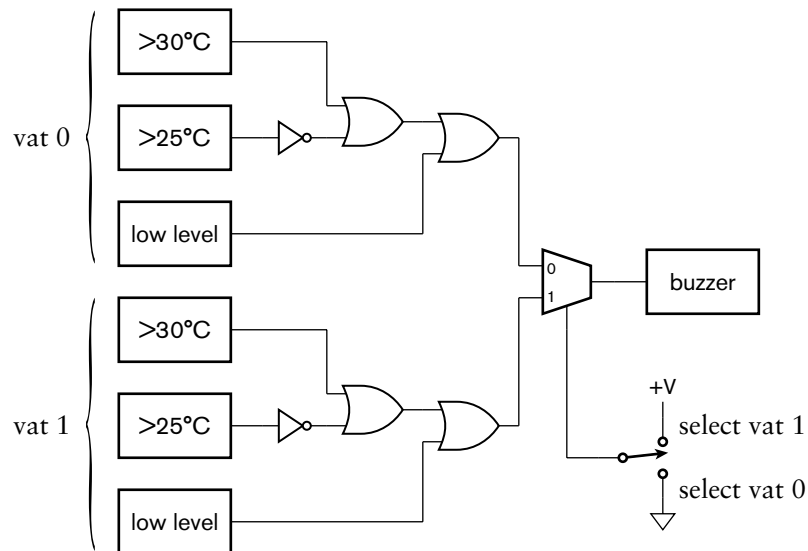 >30°C
vat 0
>25°C
low level
0
1
buzzer
>30°C
vat 1
>25°C
low level
+V
select vat 1
select vat 0